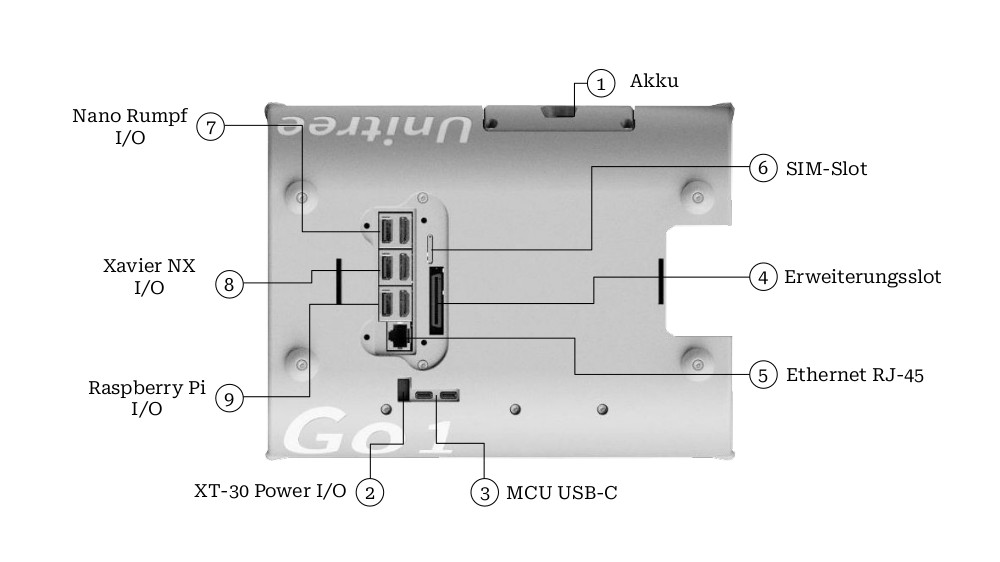 1 Akku
Nano Rumpf
I/O 7
Unitree
6 SIM-Slot
Xavier NX
I/O 8
4 Erweiterungsslot
Raspberry Pi
I/O 9
5 Ethernet RJ-45
Go1
XT-30 Power I/O 2
3 MCU USB-C